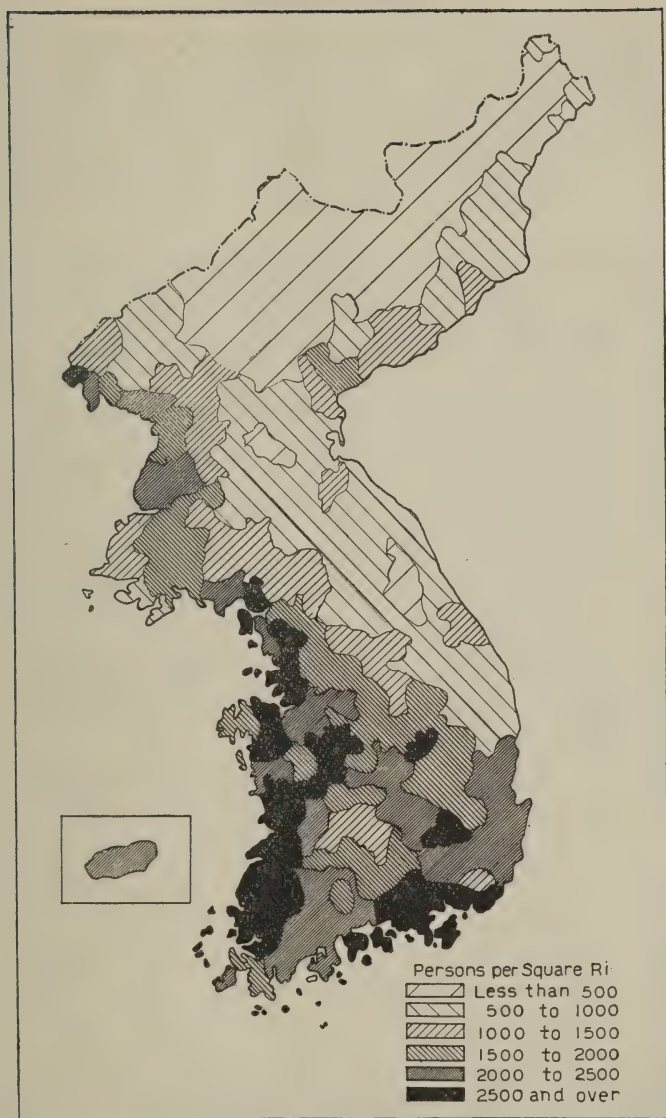 Persons per Square Ri
Less than 500
500 to 1000
1000 to 1500
1500 to 2000
2000 to 2500
2500 and over